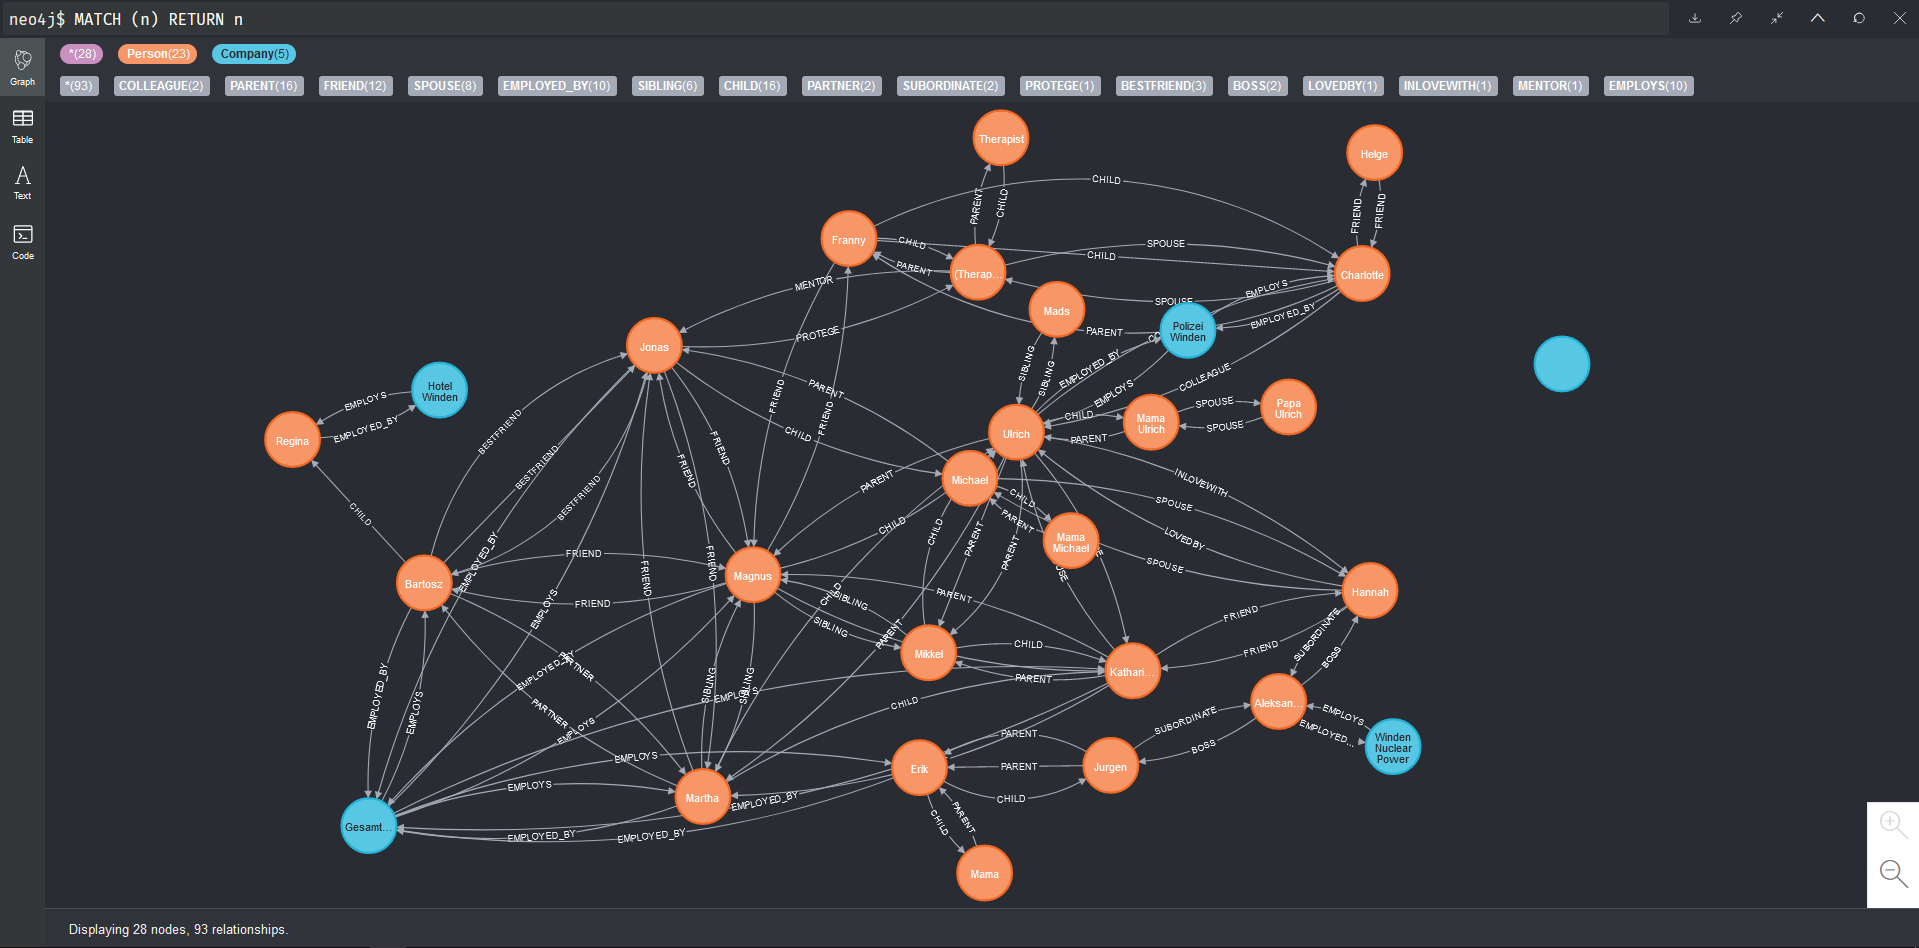 neo4j$ MATCH (n) RETURN n
*(28) Person(23) Company(5)
Graph
*(93) COLLEAGUE(2) PARENT(16) FRIEND(12) SPOUSE(8) EMPLOYED_BY(10) SIBLING(6) CHILD(16) PARTNER(2) SUBORDINATE(2) PROTEGE(1) BESTFRIEND(3) BOSS(2) LOVEDBY(1) INLOVEWITH(1) MENTOR(1) EMPLOYS(10)
Table
Text
Code
Therapist
Helge
CHILD
PARENT
CHILD
FRIEND
FRIEND
Franny
CHILD
SPOUSE
CHILD
PARENT
(Therap...
Charlotte
MENTOR
EMPLOYS
SPOUSE
Mads
EMPLOYED_BY
Polizei
Winden
PROTEGE
PARENT
Jonas
SIBLING
SIBLING
EMPLOYED_BY
COLLEAGUE
Hotel
Winden
PARENT
EMPLOYS
FRIEND
EMPLOYS
SPOUSE
Papa
Ulrich
CHILD
Mama
Ulrich
FRIEND
SPOUSE
EMPLOYED_BY
Regina
BESTFRIEND
CHILD
Ulrich
PARENT
FRIEND
FRIEND
BESTFRIEND
PARENT
Michael
INLOVEWITH
BESTFRIEND
CHILD
SPOUSE
CHILD
PARENT
CHILD
CHILD
PARENT
LOVEDBY
Mama
Michael
EMPLOYED_BY
FRIEND
PARENT
FRIEND
SPOUSE
Bartosz
Magnus
FRIEND
Hannah
CHILD
SIBLING
PARENT
FRIEND
EMPLOYS
FRIEND
SIBLING
SUBORDINATE
PARENT
CHILD
FRIEND
Mikkel
BOSS
EMPLOYED_BY
PARTNER
Kathari...
PARENT
EMPLOYED_BY
SIBLING
SIBLING
EMPLOYS
CHILD
Aleksan...
EMPLOYS
EMPLOYS
PARTNER
SUBORDINATE
EMPLOYED...
EMPLOYS
PARENT
BOSS
Winden
Nuclear
Power
EMPLOYS
Erik
PARENT
Jurgen
EMPLOYS
Martha
EMPLOYED_BY
CHILD
Gesamt...
EMPLOYED_BY
EMPLOYED_BY
CHILD
PARENT
Mama
Displaying 28 nodes, 93 relationships.